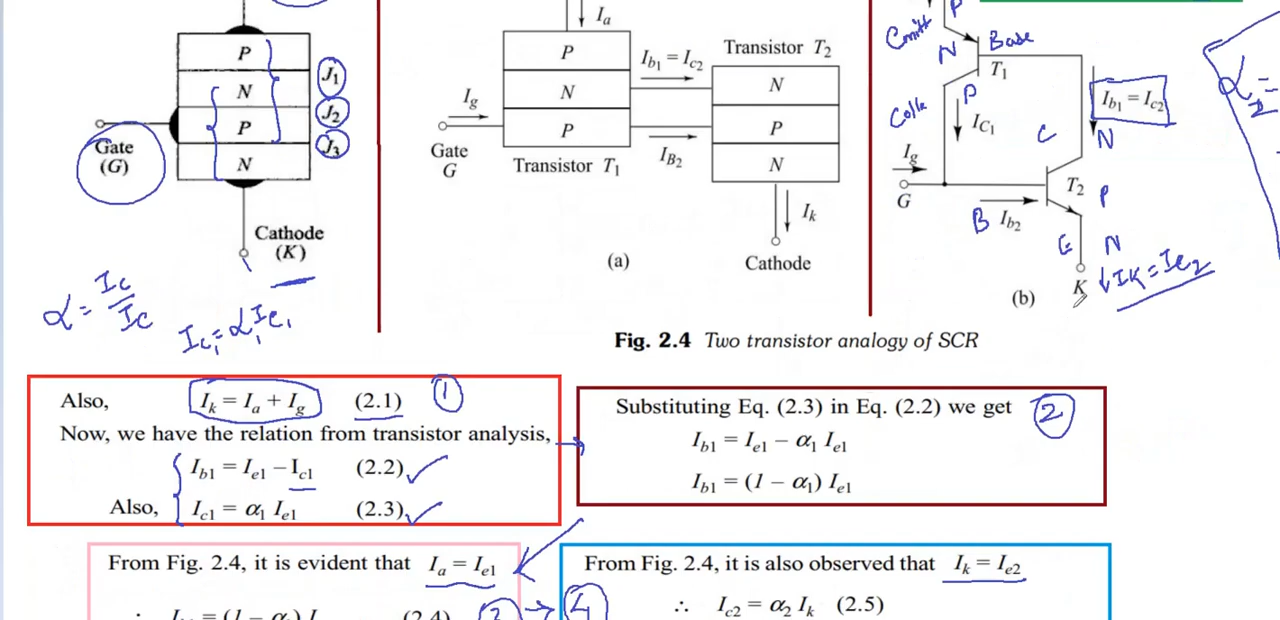 P
N
P
N
J1
J2
J3
Gate
(G)
Cathode
(K)
α = Ic/Ic
Ic1 = α1 Ie1
Ia
P
N
P
Ib1 = Ic2
Transistor T2
N
P
N
Ig
Gate
G
Transistor T1
IB2
Ik
(a)
Cathode
P
Emitt
N
Base
T1
P
Colle
IC1
Ib1 = Ic2
N
C
Ig
G
T2
P
B
Ib2
E
N
K
IK = Ie2
(b)
α2 =
Fig. 2.4 Two transistor analogy of SCR
Also, Ik = Ia + Ig (2.1) 1
Now, we have the relation from transistor analysis,
Ib1 = Ie1 – Ic1 (2.2)
Also, Ic1 = α1 Ie1 (2.3)
Substituting Eq. (2.3) in Eq. (2.2) we get 2
Ib1 = Ie1 – α1 Ie1
Ib1 = (1 – α1) Ie1
From Fig. 2.4, it is evident that Ia = Ie1
(2.4) 3
From Fig. 2.4, it is also observed that Ik = Ie2
4 ∴ Ic2 = α2 Ik (2.5)